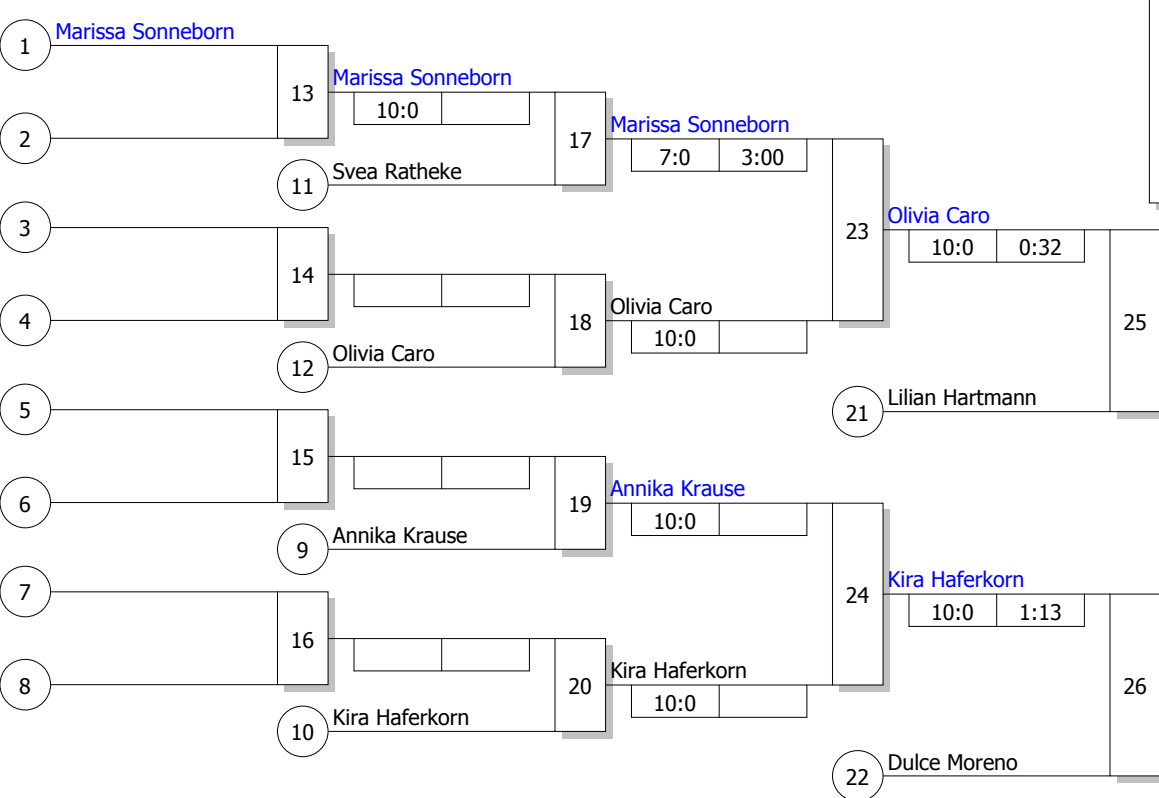 1 Marissa Sonneborn
13 Marissa Sonneborn
10:0
2
17 Marissa Sonneborn
7:0 3:00
11 Svea Ratheke
3
23 Olivia Caro
10:0 0:32
14
4
18 Olivia Caro
10:0
25
12 Olivia Caro
5
21 Lilian Hartmann
15
6
19 Annika Krause
10:0
9 Annika Krause
7
24 Kira Haferkorn
10:0 1:13
16
8
20 Kira Haferkorn
10:0
26
10 Kira Haferkorn
22 Dulce Moreno